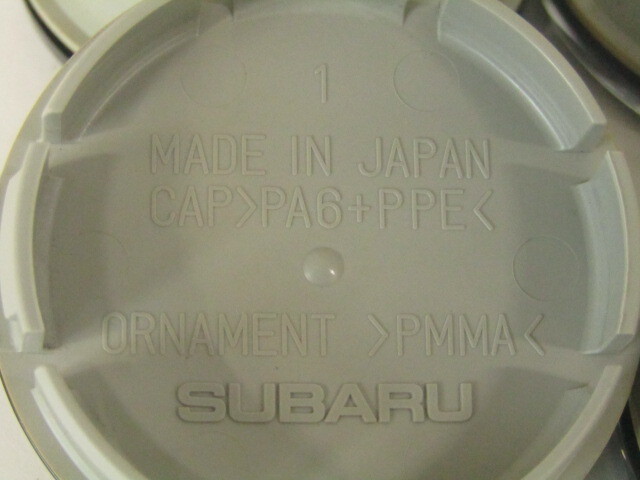 1
MADE IN JAPAN
CAP>PA6+PPE<
ORNAMENT >PMMA<
SUBARU